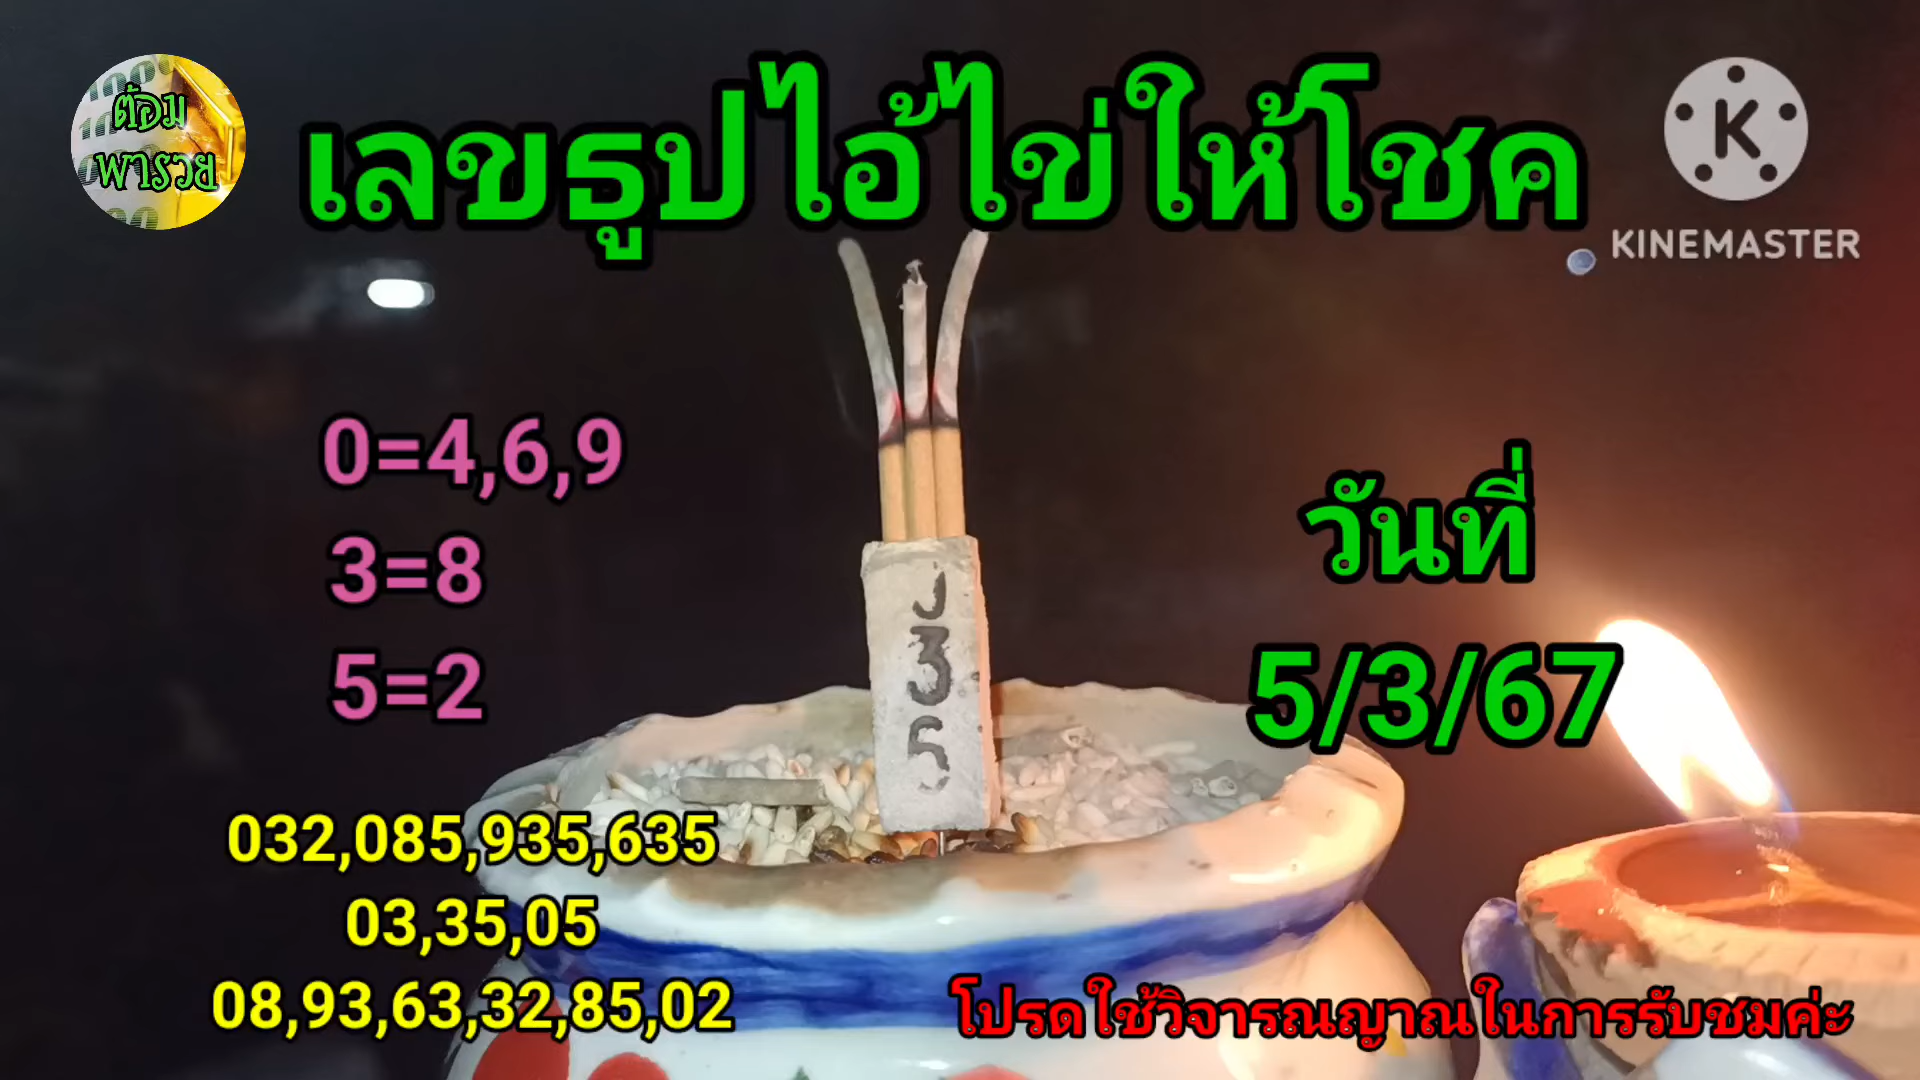 ต้อม
พารวย
เลขธูปไอ้ไข่ให้โชค
K
KINEMASTER
0=4,6,9
3=8
5=2
วันที่
5/3/67
3
5
032,085,935,635
03,35,05
08,93,63,32,85,02
โปรดใช้วิจารณญาณในการรับชมค่ะ